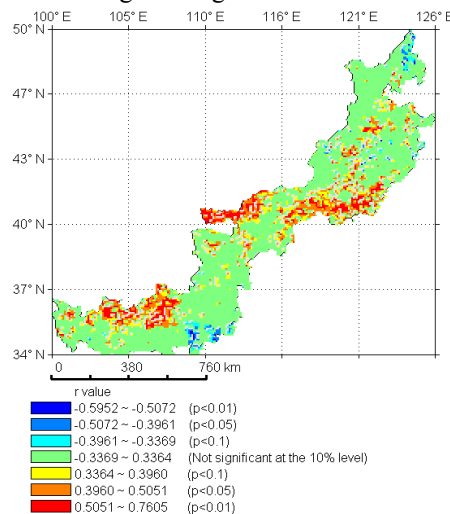 100° E 105° E 110° E 116° E 121° E 126° E
50° N
47° N
43° N
40° N
37° N
34° N
0 380 760 km
r value
-0.5952 ~ -0.5072 (p<0.01)
-0.5072 ~ -0.3961 (p<0.05)
-0.3961 ~ -0.3369 (p<0.1)
-0.3369 ~ 0.3364 (Not significant at the 10% level)
0.3364 ~ 0.3960 (p<0.1)
0.3960 ~ 0.5051 (p<0.05)
0.5051 ~ 0.7605 (p<0.01)